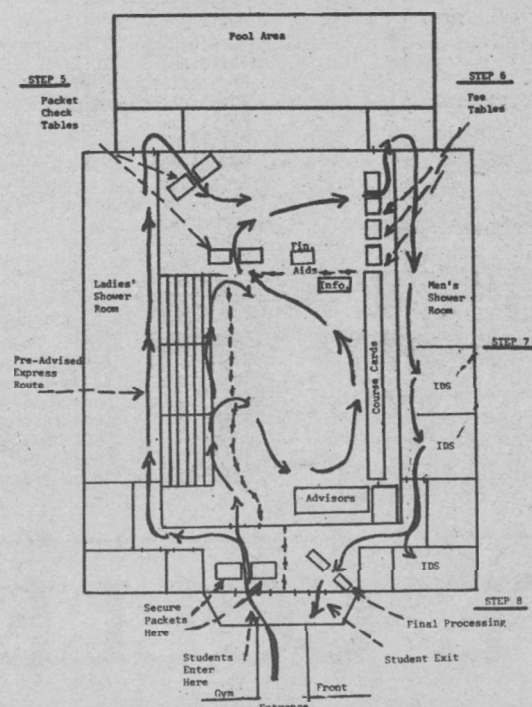 Pool Area
STEP 5
Packet
Check
Tables
STEP 6
Fee
Tables
Fin.
Aids
Info.
Ladies'
Shower
Room
Men's
Shower
Room
Pre-Advised
Express
Route
Course Cards
STEP 7
IDS
IDS
IDS
Advisors
STEP 8
Secure
Packets
Here
Final Processing
Students
Enter
Here
Student Exit
Gym
Front
Entrance